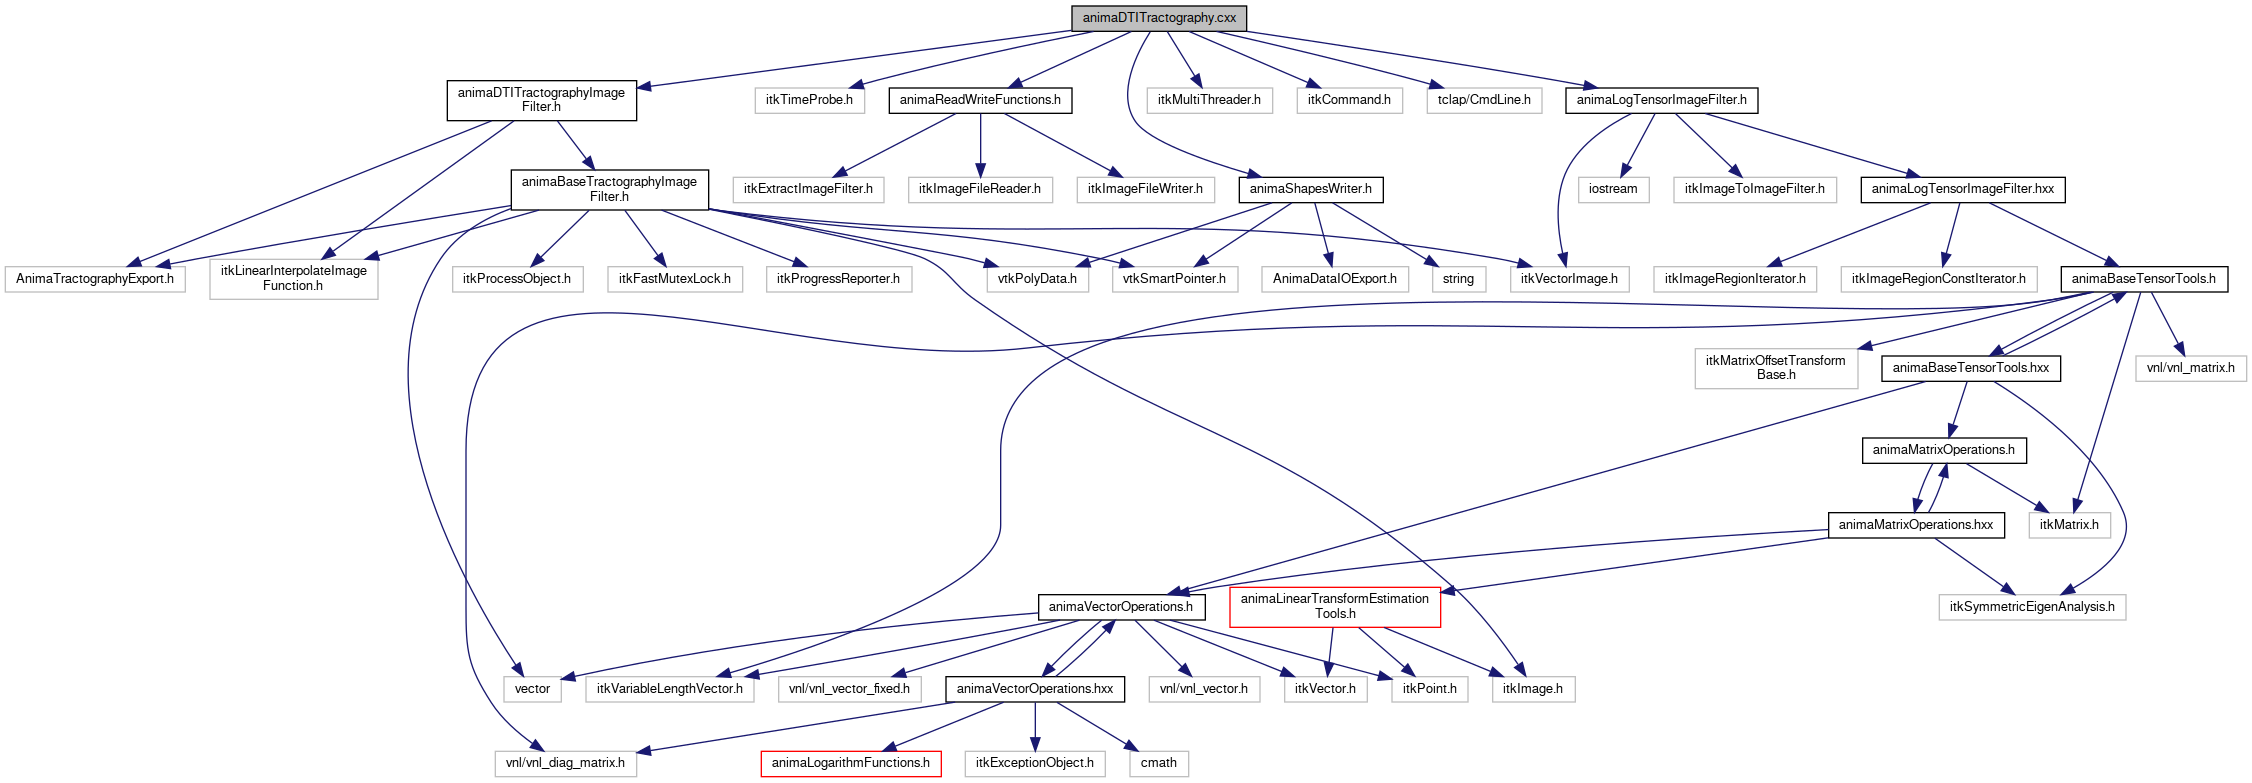 animaDTITractography.cxx
animaDTITractographyImage
Filter.h
itkTimeProbe.h
animaReadWriteFunctions.h
itkMultiThreader.h
itkCommand.h
tclap/CmdLine.h
animaLogTensorImageFilter.h
animaBaseTractographyImage
Filter.h
itkExtractImageFilter.h
itkImageFileReader.h
itkImageFileWriter.h
animaShapesWriter.h
iostream
itkImageToImageFilter.h
animaLogTensorImageFilter.hxx
AnimaTractographyExport.h
itkLinearInterpolateImage
Function.h
itkProcessObject.h
itkFastMutexLock.h
itkProgressReporter.h
vtkPolyData.h
vtkSmartPointer.h
AnimaDataIOExport.h
string
itkVectorImage.h
itkImageRegionIterator.h
itkImageRegionConstIterator.h
animaBaseTensorTools.h
itkMatrixOffsetTransform
Base.h
animaBaseTensorTools.hxx
vnl/vnl_matrix.h
animaMatrixOperations.h
animaMatrixOperations.hxx
itkMatrix.h
animaVectorOperations.h
animaLinearTransformEstimation
Tools.h
itkSymmetricEigenAnalysis.h
vector
itkVariableLengthVector.h
vnl/vnl_vector_fixed.h
animaVectorOperations.hxx
vnl/vnl_vector.h
itkVector.h
itkPoint.h
itkImage.h
vnl/vnl_diag_matrix.h
animaLogarithmFunctions.h
itkExceptionObject.h
cmath